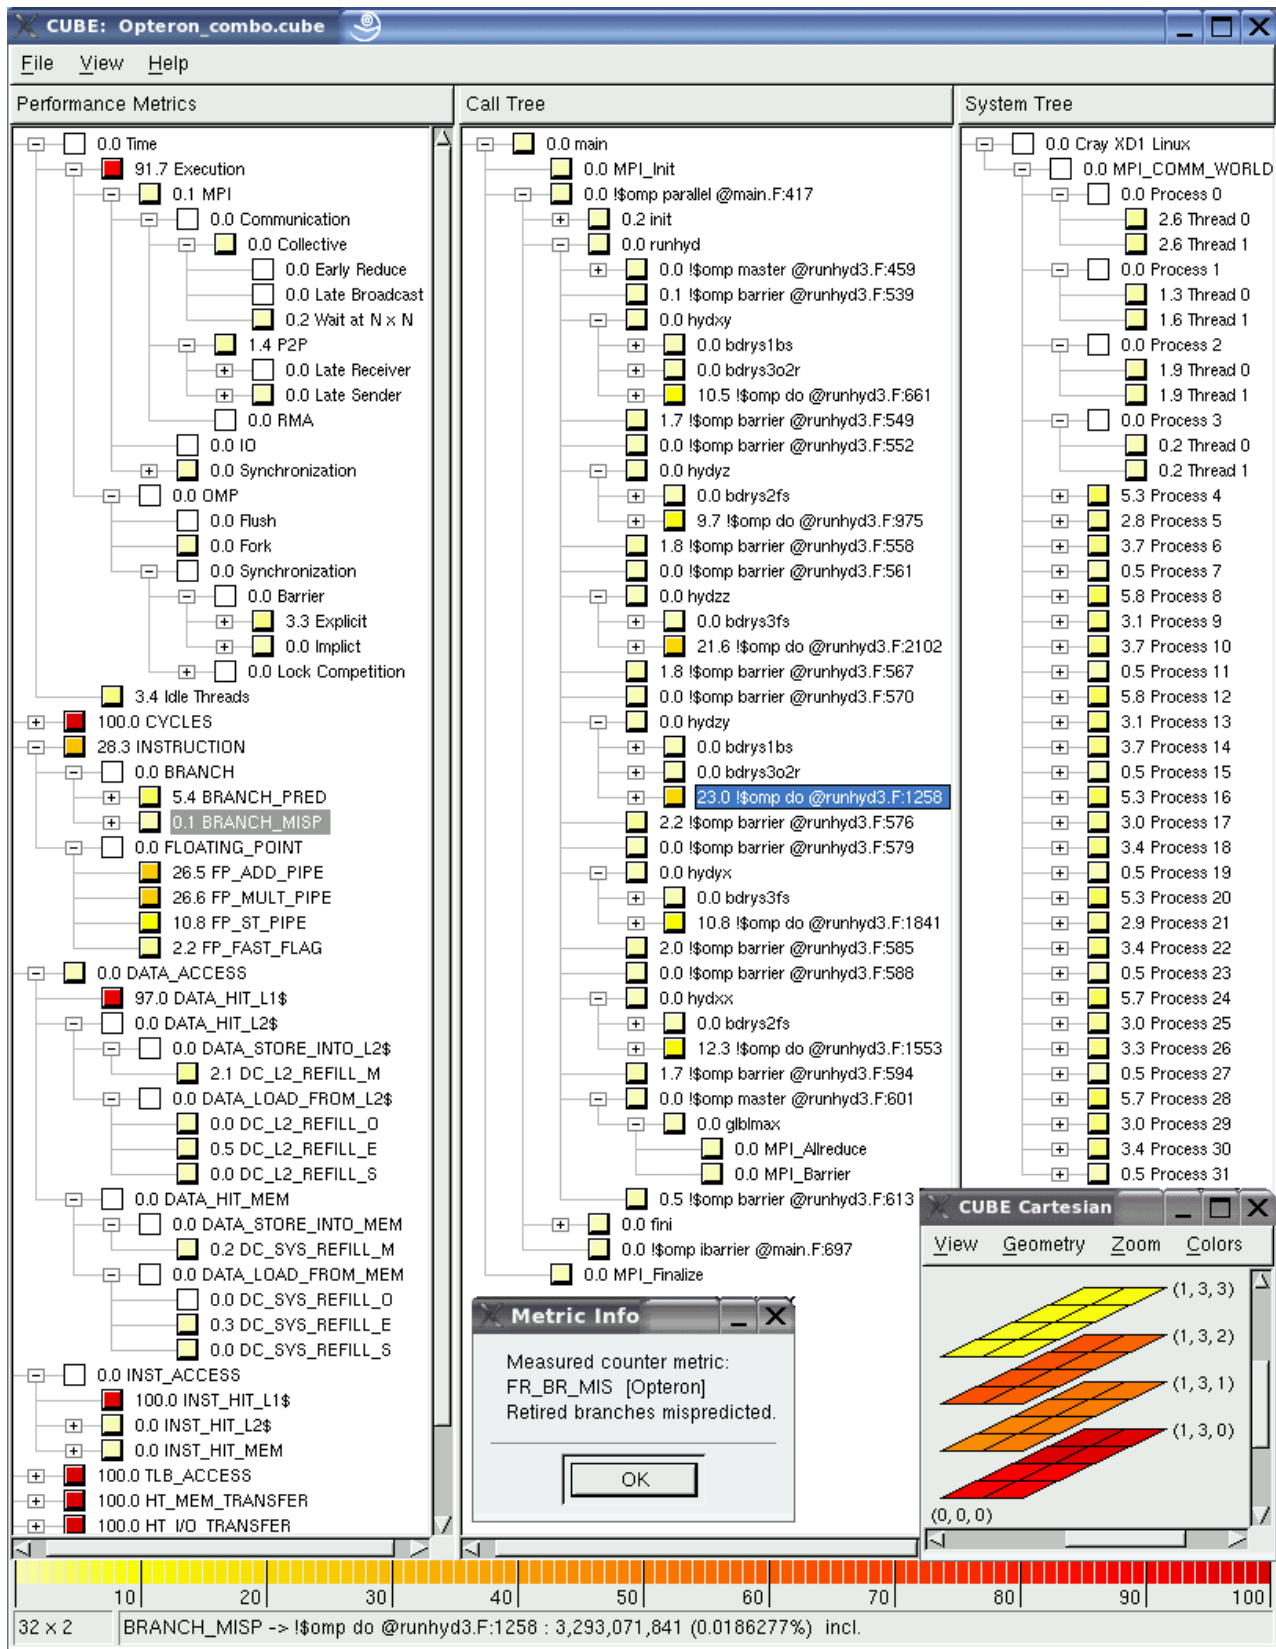 CUBE: Opteron_combo.cube
File View Help
Performance Metrics
0.0 Time
91.7 Execution
0.1 MPI
0.0 Communication
0.0 Collective
0.0 Early Reduce
0.0 Late Broadcast
0.2 Wait at N x N
1.4 P2P
0.0 Late Receiver
0.0 Late Sender
0.0 RMA
0.0 IO
0.0 Synchronization
0.0 OMP
0.0 Flush
0.0 Fork
0.0 Synchronization
0.0 Barrier
3.3 Explicit
0.0 Implict
0.0 Lock Competition
3.4 Idle Threads
100.0 CYCLES
28.3 INSTRUCTION
0.0 BRANCH
5.4 BRANCH_PRED
0.1 BRANCH_MISP
0.0 FLOATING_POINT
26.5 FP_ADD_PIPE
26.6 FP_MULT_PIPE
10.8 FP_ST_PIPE
2.2 FP_FAST_FLAG
0.0 DATA_ACCESS
97.0 DATA_HIT_L1$
0.0 DATA_HIT_L2$
0.0 DATA_STORE_INTO_L2$
2.1 DC_L2_REFILL_M
0.0 DATA_LOAD_FROM_L2$
0.0 DC_L2_REFILL_O
0.5 DC_L2_REFILL_E
0.0 DC_L2_REFILL_S
0.0 DATA_HIT_MEM
0.0 DATA_STORE_INTO_MEM
0.2 DC_SYS_REFILL_M
0.0 DATA_LOAD_FROM_MEM
0.0 DC_SYS_REFILL_O
0.3 DC_SYS_REFILL_E
0.0 DC_SYS_REFILL_S
0.0 INST_ACCESS
100.0 INST_HIT_L1$
0.0 INST_HIT_L2$
0.0 INST_HIT_MEM
100.0 TLB_ACCESS
100.0 HT_MEM_TRANSFER
100.0 HT_I/O_TRANSFER
Call Tree
0.0 main
0.0 MPI_Init
0.0 !$omp parallel @main.F:417
0.2 init
0.0 runhyd
0.0 !$omp master @runhyd3.F:459
0.1 !$omp barrier @runhyd3.F:539
0.0 hydxy
0.0 bdrys1bs
0.0 bdrys3o2r
10.5 !$omp do @runhyd3.F:661
1.7 !$omp barrier @runhyd3.F:549
0.0 !$omp barrier @runhyd3.F:552
0.0 hydyz
0.0 bdrys2fs
9.7 !$omp do @runhyd3.F:975
1.8 !$omp barrier @runhyd3.F:558
0.0 !$omp barrier @runhyd3.F:561
0.0 hydzz
0.0 bdrys3fs
21.6 !$omp do @runhyd3.F:2102
1.8 !$omp barrier @runhyd3.F:567
0.0 !$omp barrier @runhyd3.F:570
0.0 hydzy
0.0 bdrys1bs
0.0 bdrys3o2r
23.0 !$omp do @runhyd3.F:1258
2.2 !$omp barrier @runhyd3.F:576
0.0 !$omp barrier @runhyd3.F:579
0.0 hydyx
0.0 bdrys3fs
10.8 !$omp do @runhyd3.F:1841
2.0 !$omp barrier @runhyd3.F:585
0.0 !$omp barrier @runhyd3.F:588
0.0 hydxx
0.0 bdrys2fs
12.3 !$omp do @runhyd3.F:1553
1.7 !$omp barrier @runhyd3.F:594
0.0 !$omp master @runhyd3.F:601
0.0 glblmax
0.0 MPI_Allreduce
0.0 MPI_Barrier
0.5 !$omp barrier @runhyd3.F:613
0.0 fini
0.0 !$omp ibarrier @main.F:697
0.0 MPI_Finalize
System Tree
0.0 Cray XD1 Linux
0.0 MPI_COMM_WORLD
0.0 Process 0
2.6 Thread 0
2.6 Thread 1
0.0 Process 1
1.3 Thread 0
1.6 Thread 1
0.0 Process 2
1.9 Thread 0
1.9 Thread 1
0.0 Process 3
0.2 Thread 0
0.2 Thread 1
5.3 Process 4
2.8 Process 5
3.7 Process 6
0.5 Process 7
5.8 Process 8
3.1 Process 9
3.7 Process 10
0.5 Process 11
5.8 Process 12
3.1 Process 13
3.7 Process 14
0.5 Process 15
5.3 Process 16
3.0 Process 17
3.4 Process 18
0.5 Process 19
5.3 Process 20
2.9 Process 21
3.4 Process 22
0.5 Process 23
5.7 Process 24
3.0 Process 25
3.3 Process 26
0.5 Process 27
5.7 Process 28
3.0 Process 29
3.4 Process 30
0.5 Process 31
Metric Info
Measured counter metric:
FR_BR_MIS [Opteron]
Retired branches mispredicted.
OK
CUBE Cartesian
View Geometry Zoom Colors
(1, 3, 3)
(1, 3, 2)
(1, 3, 1)
(1, 3, 0)
(0, 0, 0)
10 20 30 40 50 60 70 80 90 100
32 x 2 BRANCH_MISP -> !$omp do @runhyd3.F:1258 : 3,293,071,841 (0.0186277%) incl.